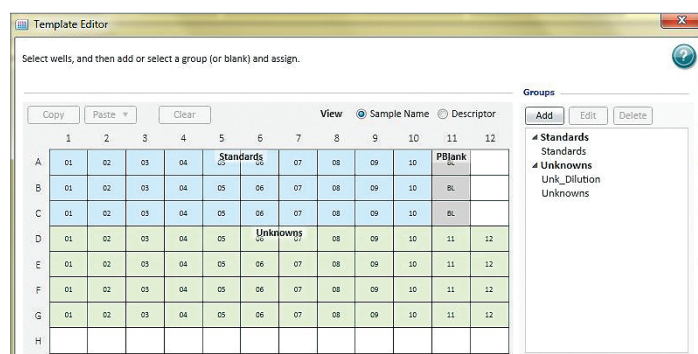 Template Editor
Select wells, and then add or select a group (or blank) and assign.
Groups
Copy Paste Clear View Sample Name Descriptor
Add Edit Delete
1 2 3 4 5 6 7 8 9 10 11 12
Standards
Standards
Unknowns
Unk_DIlution
Unknowns
Standards PBlank
A 01 02 03 04 05 06 07 08 09 10 BL
B 01 02 03 04 05 06 07 08 09 10 BL
C 01 02 03 04 05 06 07 08 09 10 BL
Unknowns
D 01 02 03 04 05 06 07 08 09 10 11 12
E 01 02 03 04 05 06 07 08 09 10 11 12
F 01 02 03 04 05 06 07 08 09 10 11 12
G 01 02 03 04 05 06 07 08 09 10 11 12
H